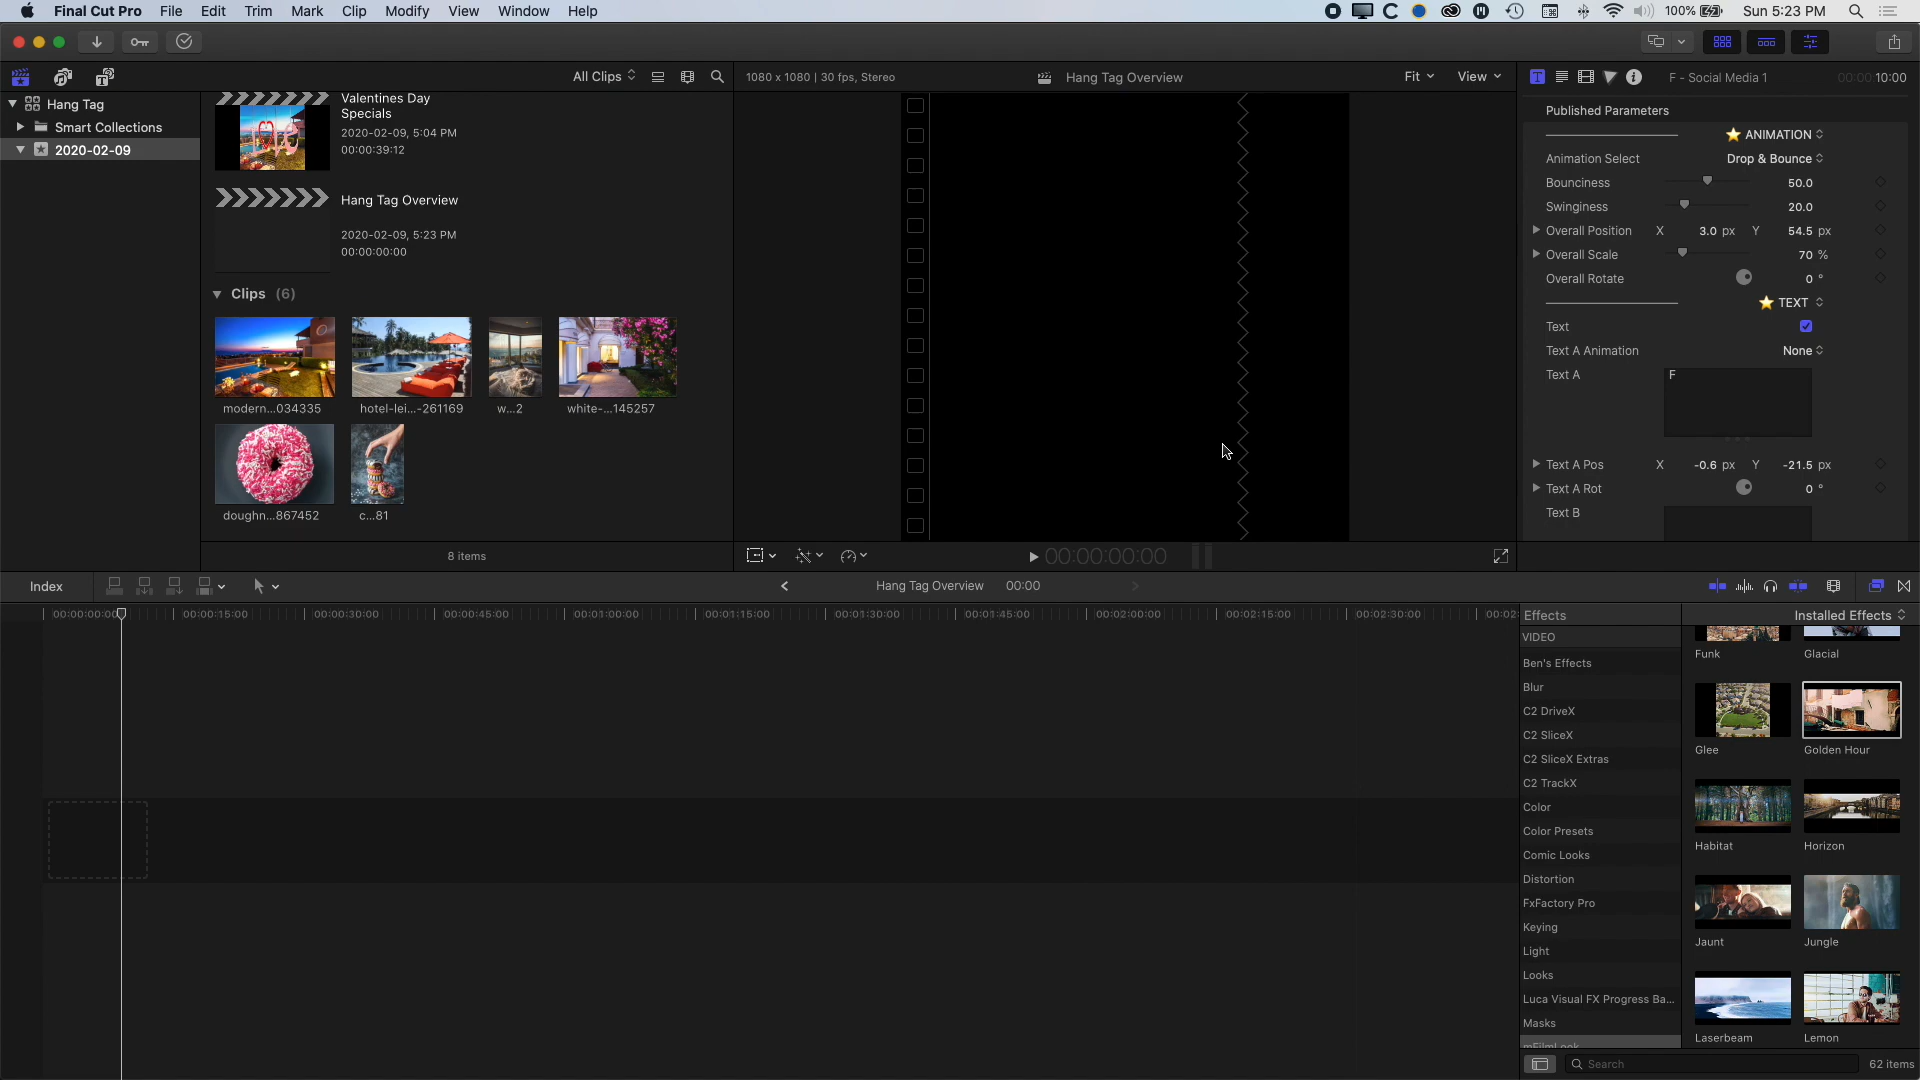 Final Cut Pro File Edit Trim Mark Clip Modify View Window Help 100% Sun 5:23 PM
All Clips
1080 x 1080 | 30 fps, Stereo
Hang Tag Overview
Fit View
F - Social Media 1
00:00:10:00
Hang Tag
Smart Collections
2020-02-09
Valentines Day
Specials
2020-02-09, 5:04 PM
00:00:39:12
Hang Tag Overview
2020-02-09, 5:23 PM
00:00:00:00
Clips (6)
modern...034335 hotel-lei...-261169 w...2 white-...145257
doughn...867452 c...81
8 items
00:00:00:00
Published Parameters
ANIMATION
Animation Select Drop & Bounce
Bounciness 50.0
Swinginess 20.0
Overall Position X 3.0 px Y 54.5 px
Overall Scale 70 %
Overall Rotate 0 °
TEXT
Text
Text A Animation None
Text A F
Text A Pos X -0.6 px Y -21.5 px
Text A Rot 0 °
Text B
Index
Hang Tag Overview 00:00
00:00:00:00 00:00:15:00 00:00:30:00 00:00:45:00 00:01:00:00 00:01:15:00 00:01:30:00 00:01:45:00 00:02:00:00 00:02:15:00 00:02:30:00 00:02:
Effects
Installed Effects
VIDEO
Ben's Effects
Blur
C2 DriveX
C2 SliceX
C2 SliceX Extras
C2 TrackX
Color
Color Presets
Comic Looks
Distortion
FxFactory Pro
Keying
Light
Looks
Luca Visual FX Progress Ba...
Masks
mFilmLook
Funk Glacial
Glee Golden Hour
Habitat Horizon
Jaunt Jungle
Laserbeam Lemon
Search
62 items